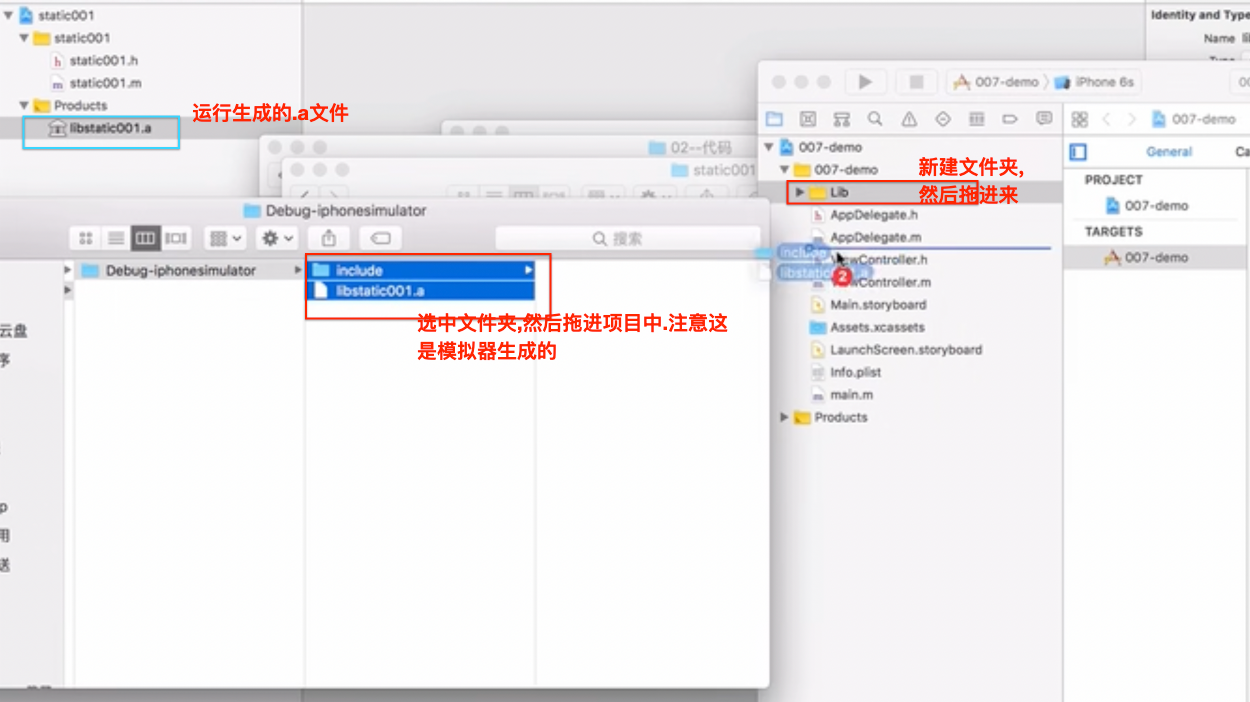 static001
static001
static001.h
static001.m
Products
libstatic001.a
运行生成的.a文件
Identity and Type
Name
02--代码
static001
Debug-iphonesimulator
搜索
Debug-iphonesimulator
include
libstatic001.a
选中文件夹,然后拖进项目中.注意这
是模拟器生成的
云盘
序
p
用
送
007-demo
iPhone 6s
007-demo
007-demo
Lib
新建文件夹,
然后拖进来
AppDelegate.h
AppDelegate.m
include
libstatic001.a
2
ViewController.h
ViewController.m
Main.storyboard
Assets.xcassets
LaunchScreen.storyboard
Info.plist
main.m
Products
007-demo
General
Ca
PROJECT
007-demo
TARGETS
007-demo